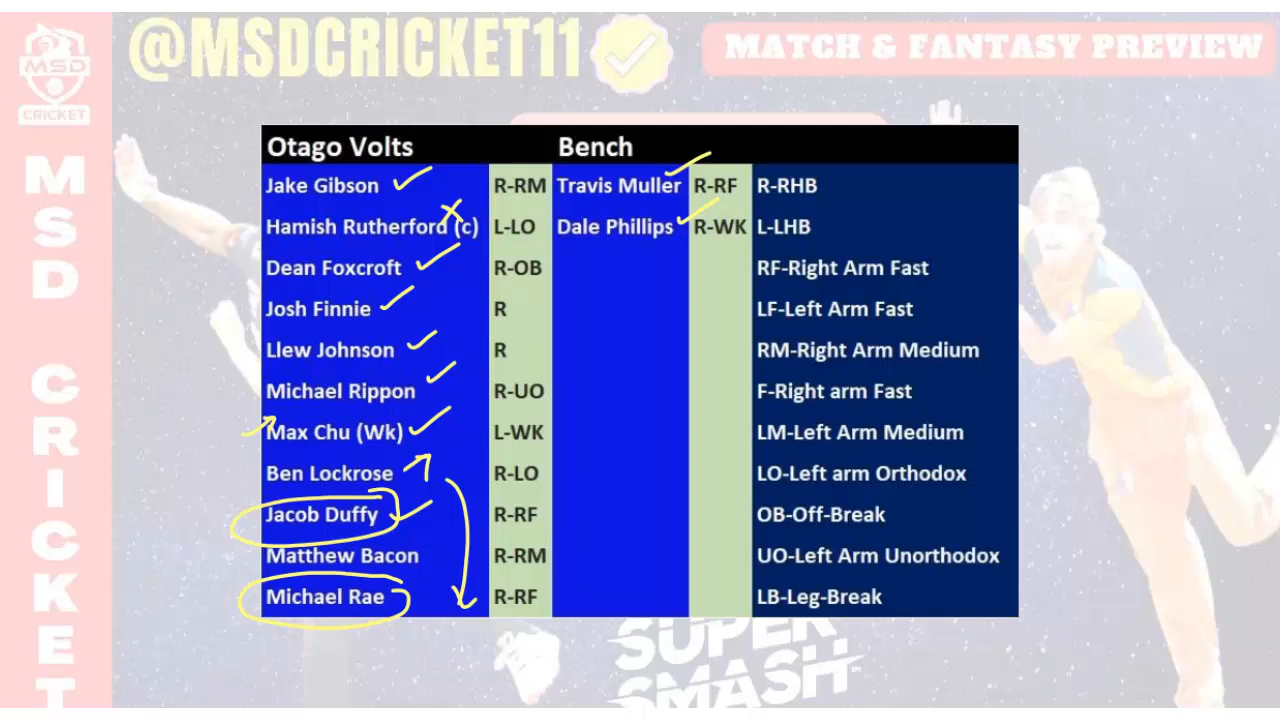 @MSDCRICKET11
MATCH & FANTASY PREVIEW
MSD
CRICKET
MSD CRICKET
Otago Volts Bench
Jake Gibson R-RM Travis Muller R-RF R-RHB
Hamish Rutherford (c) L-LO Dale Phillips R-WK L-LHB
Dean Foxcroft R-OB RF-Right Arm Fast
Josh Finnie R LF-Left Arm Fast
Llew Johnson R RM-Right Arm Medium
Michael Rippon R-UO F-Right arm Fast
Max Chu (Wk) L-WK LM-Left Arm Medium
Ben Lockrose R-LO LO-Left arm Orthodox
Jacob Duffy R-RF OB-Off-Break
Matthew Bacon R-RM UO-Left Arm Unorthodox
Michael Rae R-RF LB-Leg-Break
SUPER
SMASH